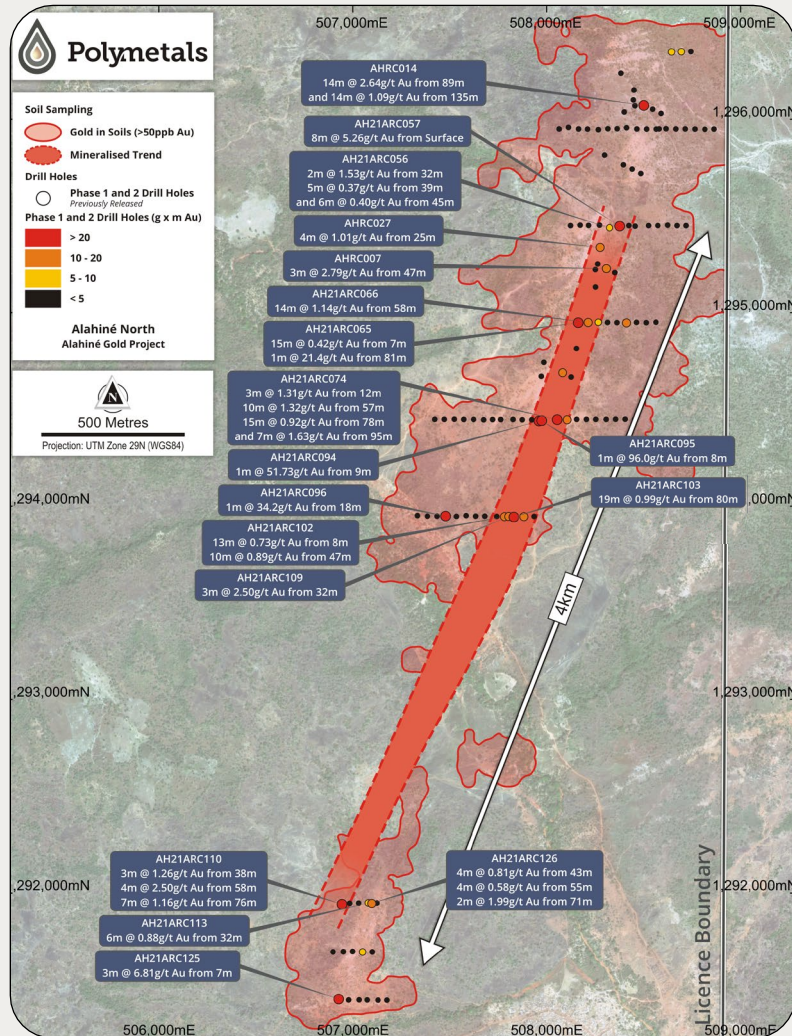 507,000mE
508,000mE
509,000mE
Polymetals
Soil Sampling
Gold in Soils (>50ppb Au)
Mineralised Trend
Drill Holes
Phase 1 and 2 Drill Holes
Previously Released
Phase 1 and 2 Drill Holes (g x m Au)
> 20
10 - 20
5 - 10
< 5
Alahiné North
Alahiné Gold Project
N
500 Metres
Projection: UTM Zone 29N (WGS84)
AHRC014
14m @ 2.64g/t Au from 89m
and 14m @ 1.09g/t Au from 135m
1,296,000mN
AH21ARC057
8m @ 5.26g/t Au from Surface
AH21ARC056
2m @ 1.53g/t Au from 32m
5m @ 0.37g/t Au from 39m
and 6m @ 0.40g/t Au from 45m
AHRC027
4m @ 1.01g/t Au from 25m
AHRC007
3m @ 2.79g/t Au from 47m
AH21ARC066
14m @ 1.14g/t Au from 58m
1,295,000mN
AH21ARC065
15m @ 0.42g/t Au from 7m
1m @ 21.4g/t Au from 81m
AH21ARC074
3m @ 1.31g/t Au from 12m
10m @ 1.32g/t Au from 57m
15m @ 0.92g/t Au from 78m
and 7m @ 1.63g/t Au from 95m
AH21ARC095
1m @ 96.0g/t Au from 8m
AH21ARC094
1m @ 51.73g/t Au from 9m
AH21ARC103
19m @ 0.99g/t Au from 80m
,294,000mN
,000mN
AH21ARC096
1m @ 34.2g/t Au from 18m
AH21ARC102
13m @ 0.73g/t Au from 8m
10m @ 0.89g/t Au from 47m
AH21ARC109
3m @ 2.50g/t Au from 32m
4km
,293,000mN
1,293,000mN
AH21ARC110
3m @ 1.26g/t Au from 38m
4m @ 2.50g/t Au from 58m
7m @ 1.16g/t Au from 76m
AH21ARC126
4m @ 0.81g/t Au from 43m
4m @ 0.58g/t Au from 55m
2m @ 1.99g/t Au from 71m
,292,000mN
1,292,000mN
AH21ARC113
6m @ 0.88g/t Au from 32m
AH21ARC125
3m @ 6.81g/t Au from 7m
Licence Boundary
506,000mE
507,000mE
508,000mE
509,000mE